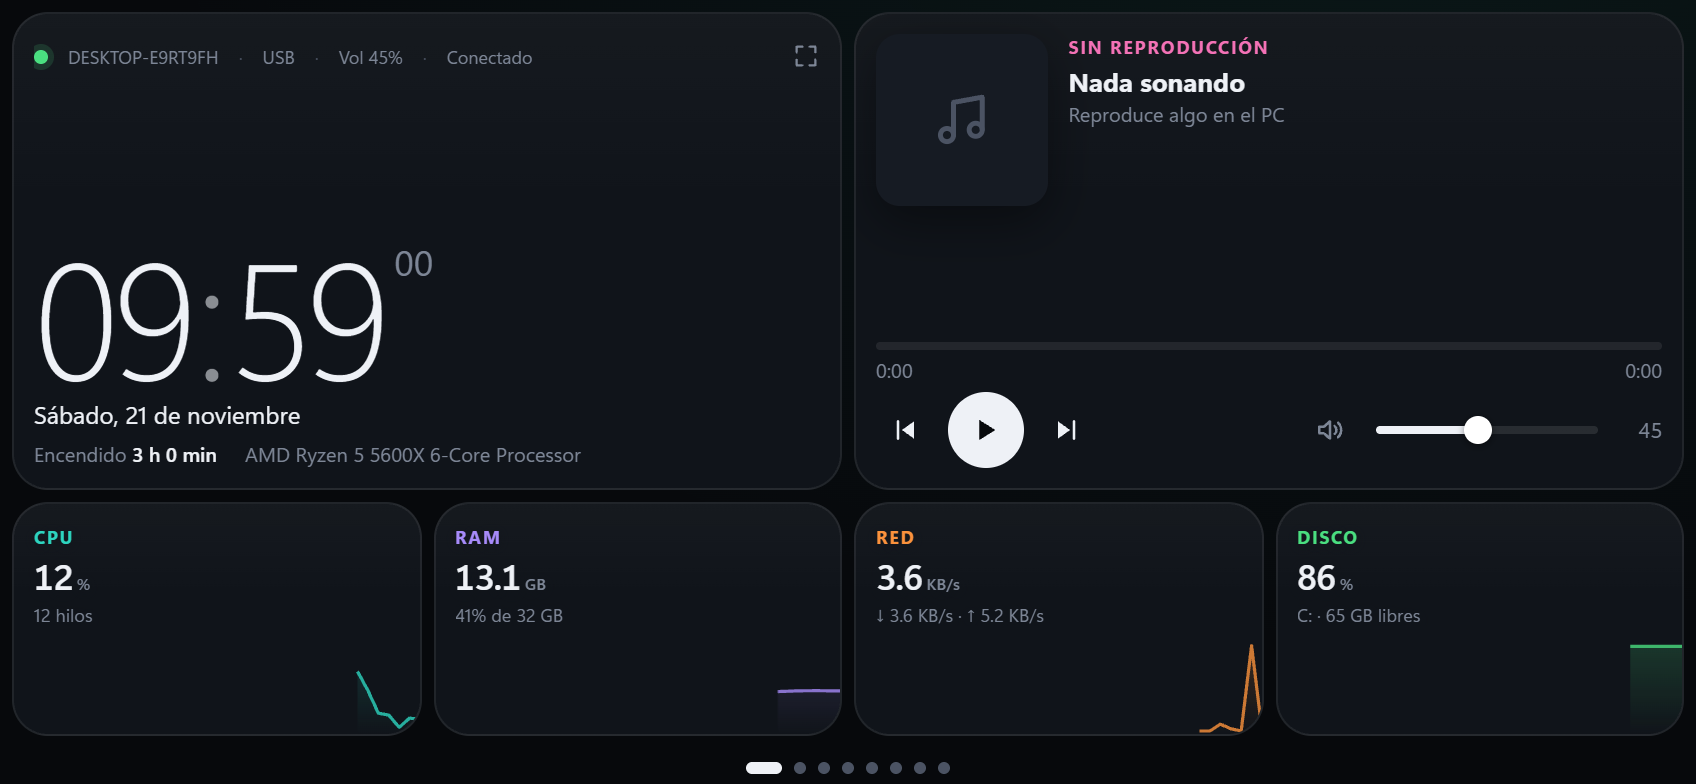 DESKTOP-E9RT9FH · USB · Vol 45% · Conectado
09:59 00
Sábado, 21 de noviembre
Encendido 3 h 0 min AMD Ryzen 5 5600X 6-Core Processor
SIN REPRODUCCIÓN
Nada sonando
Reproduce algo en el PC
0:00 0:00
45
CPU
12 %
12 hilos
RAM
13.1 GB
41% de 32 GB
RED
3.6 KB/s
↓ 3.6 KB/s · ↑ 5.2 KB/s
DISCO
86 %
C: · 65 GB libres